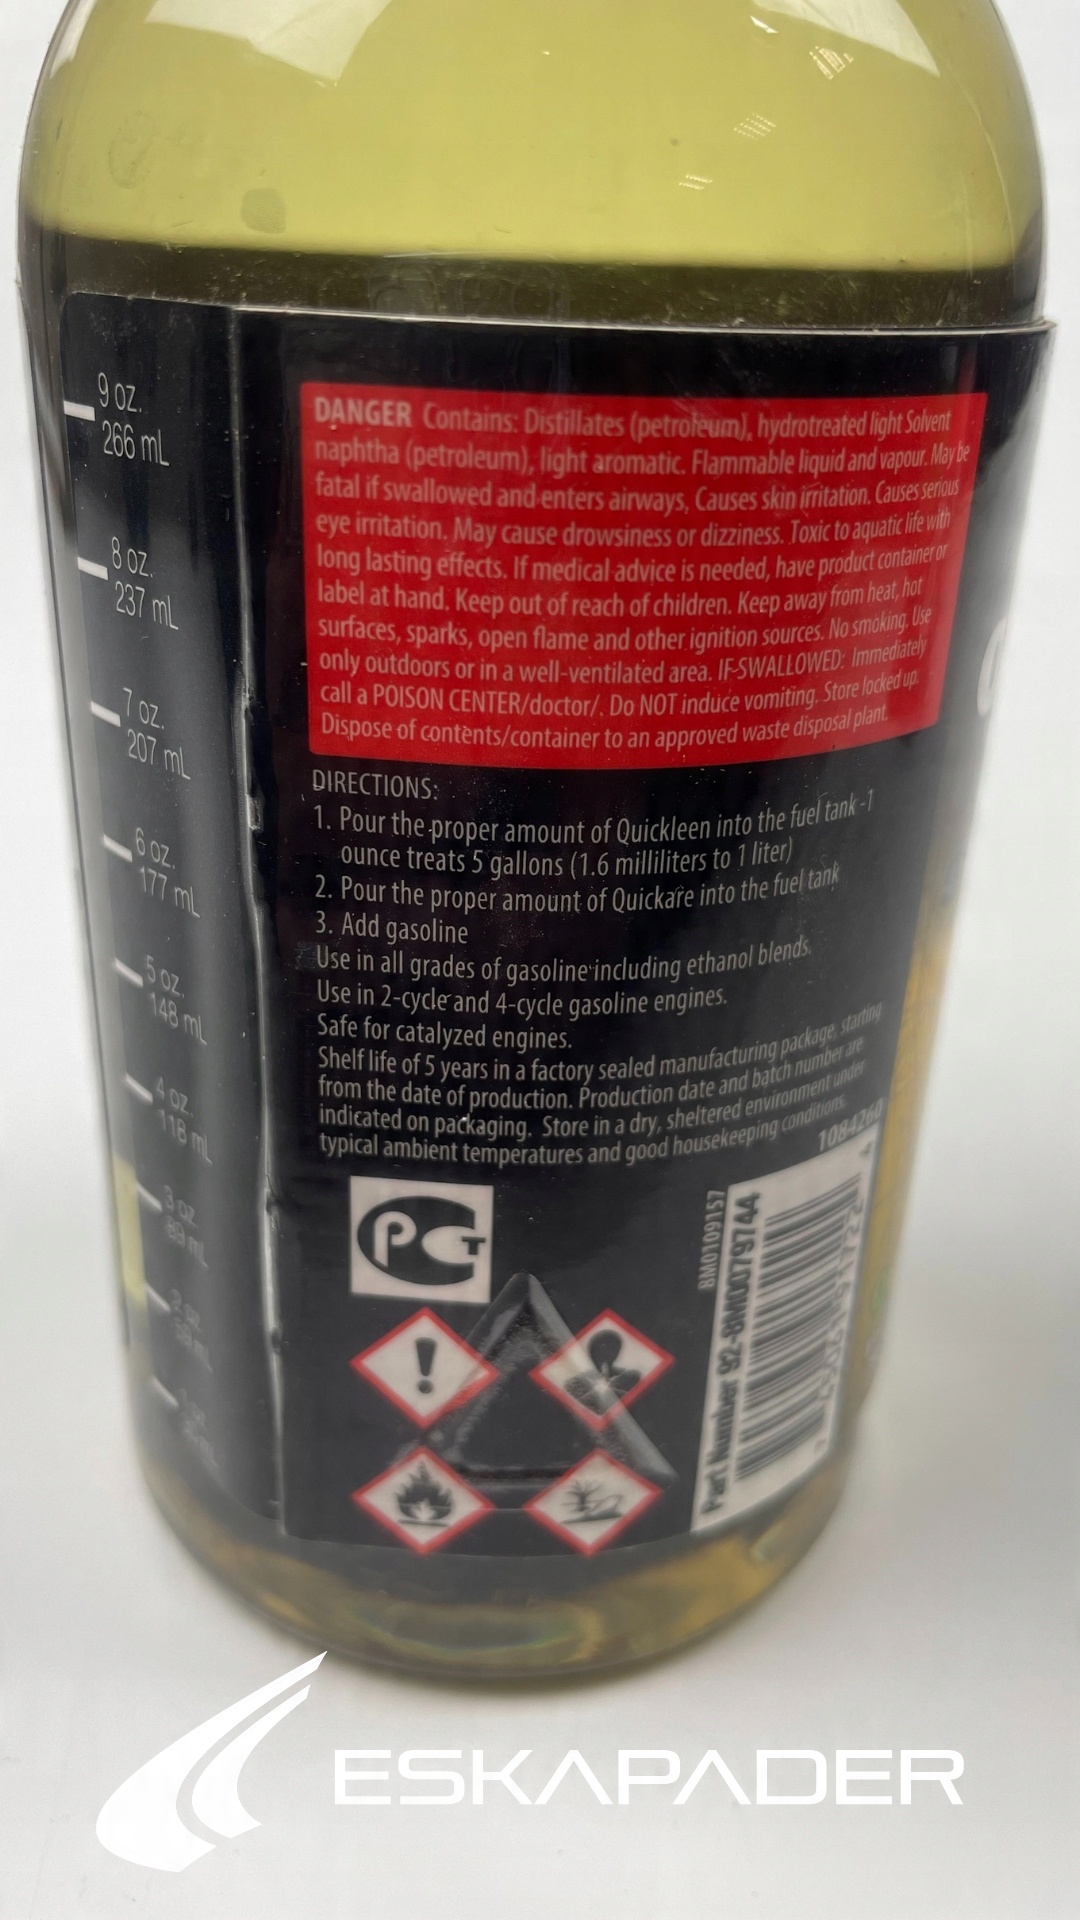 9 oz.
266 mL
8 oz.
237 mL
7 oz.
207 mL
6 oz.
177 mL
5 oz.
148 mL
4 oz.
118 mL
3 oz.
89 mL
2 oz.
59 mL
DANGER Contains: Distillates (petroleum), hydrotreated light Solvent
naphtha (petroleum), light aromatic. Flammable liquid and vapour. May be
fatal if swallowed and enters airways, Causes skin irritation. Causes serious
eye irritation. May cause drowsiness or dizziness. Toxic to aquatic life with
long lasting effects. If medical advice is needed, have product container or
label at hand. Keep out of reach of children. Keep away from heat, hot
surfaces, sparks, open flame and other ignition sources. No smoking. Use
only outdoors or in a well-ventilated area. IF SWALLOWED: Immediately
call a POISON CENTER/doctor/. Do NOT induce vomiting. Store locked up.
Dispose of contents/container to an approved waste disposal plant.
DIRECTIONS:
1. Pour the proper amount of Quickleen into the fuel tank -1
ounce treats 5 gallons (1.6 milliliters to 1 liter)
2. Pour the proper amount of Quickare into the fuel tank
3. Add gasoline
Use in all grades of gasoline including ethanol blends.
Use in 2-cycle and 4-cycle gasoline engines.
Safe for catalyzed engines.
Shelf life of 5 years in a factory sealed manufacturing package, starting
from the date of production. Production date and batch number are
indicated on packaging. Store in a dry, sheltered environment under
typical ambient temperatures and good housekeeping conditions.
1084260
PCT
8M0109157
Part Number 92-8M0079744
ESKAPADER